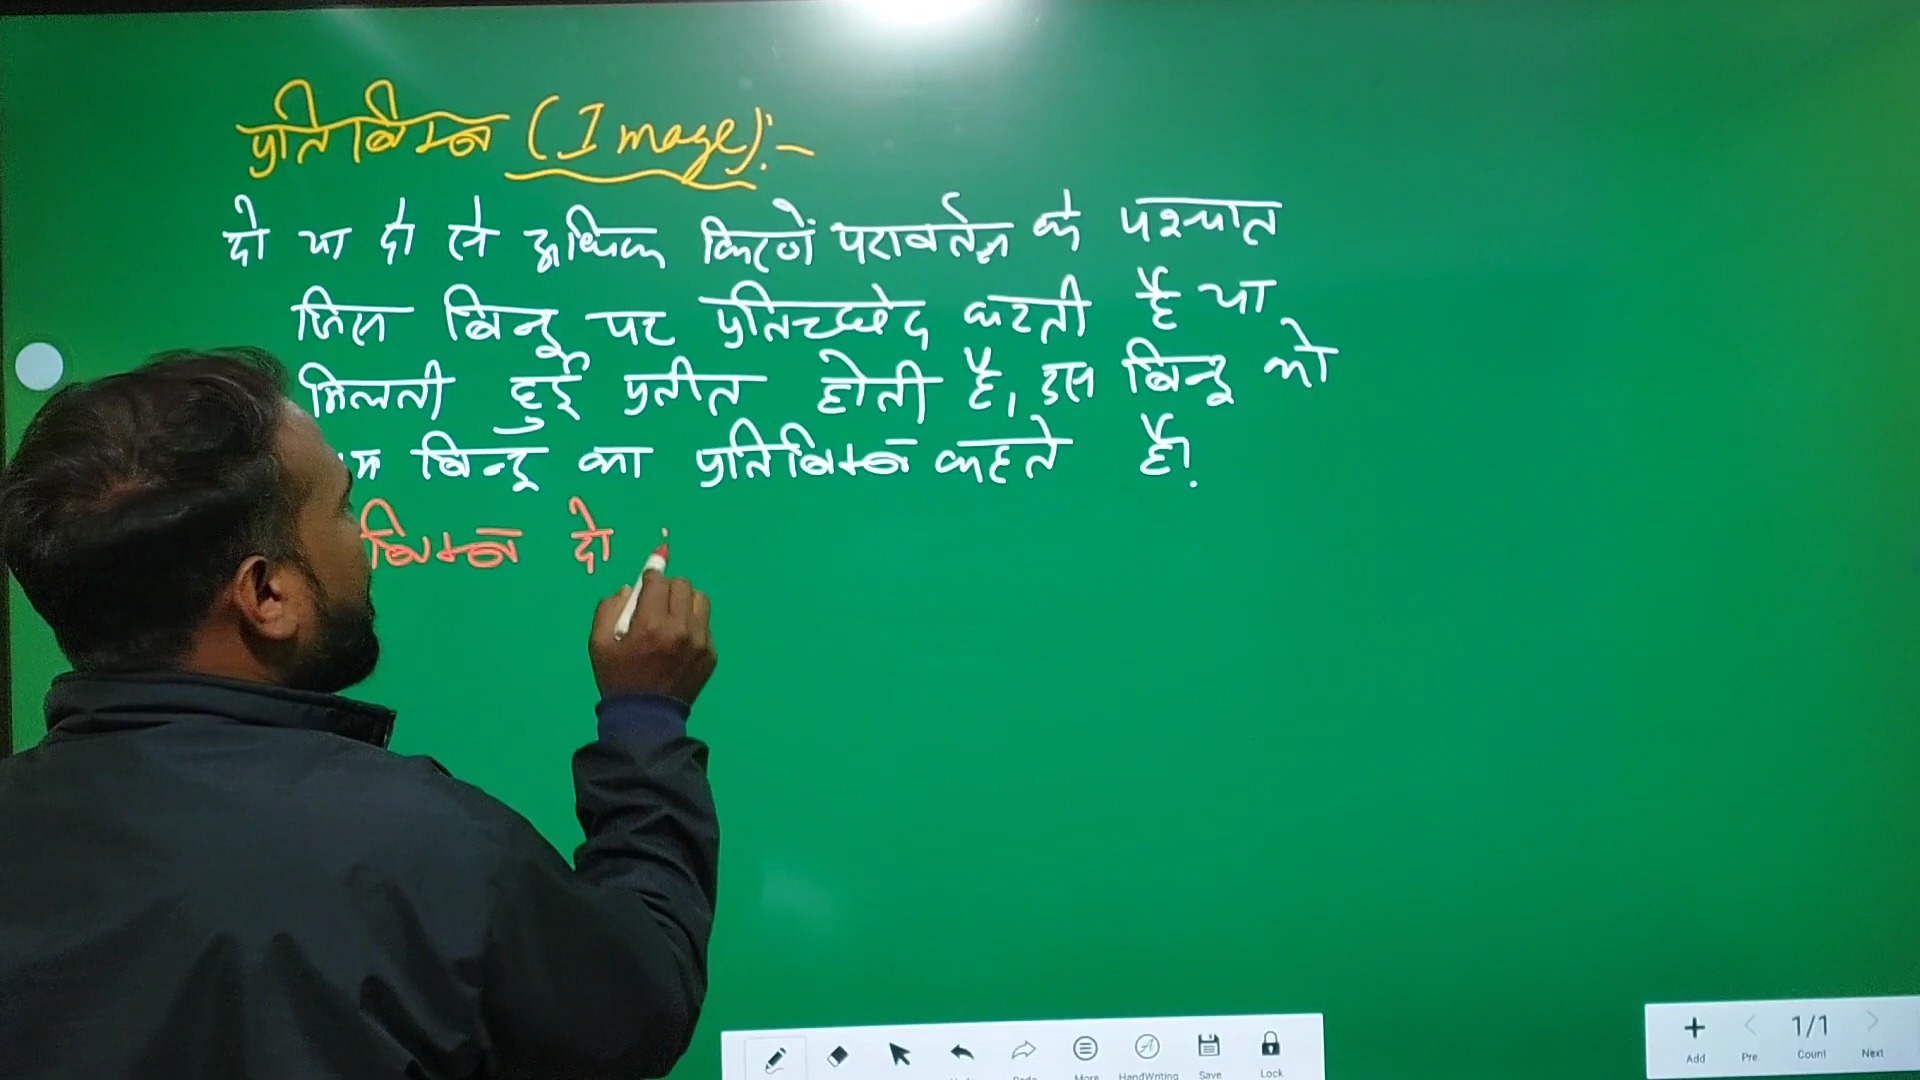 प्रतिबिम्ब (Image):-
दो या दो से अधिक किरणें परावर्तन के पश्चात
जिस बिन्दु पर प्रतिच्छेद करती है या
मिलती हुई प्रतीत होती है, उस बिन्दु को
बिन्दु का प्रतिबिम्ब कहते है।
बिम्ब दो
Add
Pre
1/1
Count
Next
More
HandWriting
Save
Lock